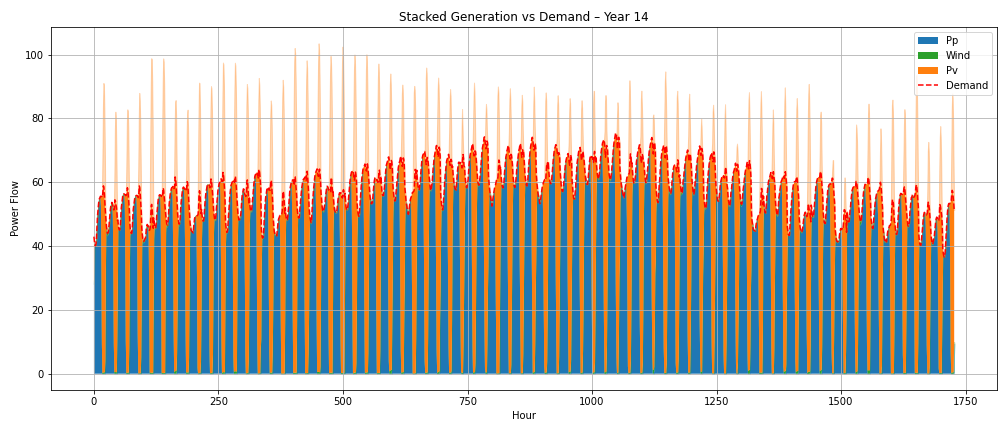 Stacked Generation vs Demand – Year 14
Pp
Wind
Pv
Demand
Power Flow
100
80
60
40
20
0
0 250 500 750 1000 1250 1500 1750
Hour